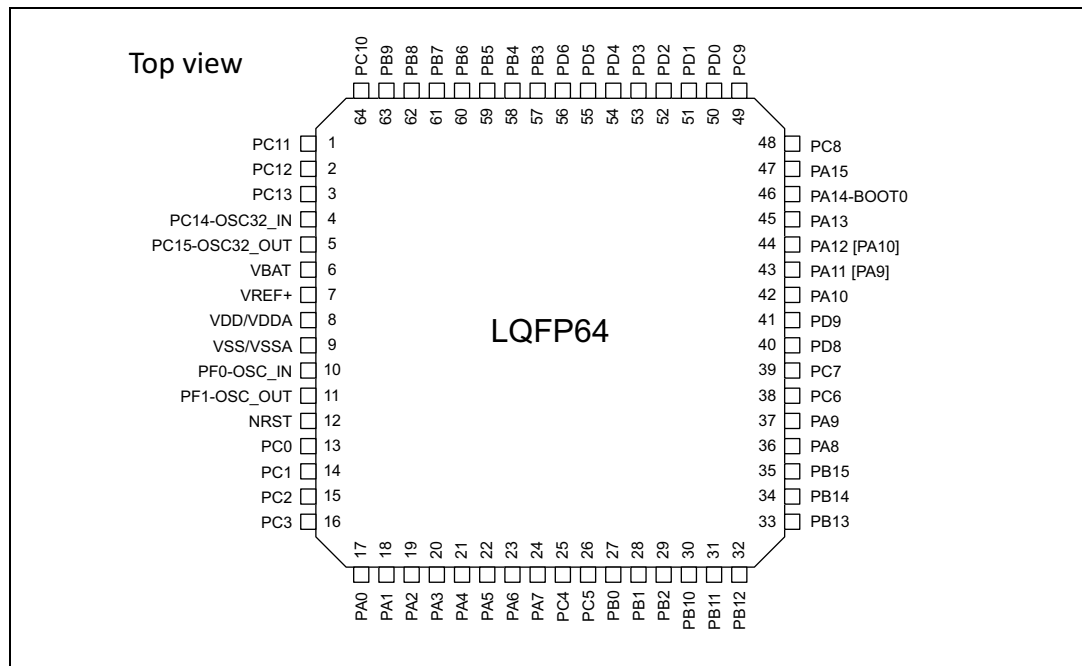 Top view
PC10 PB9 PB8 PB7 PB6 PB5 PB4 PB3 PD6 PD5 PD4 PD3 PD2 PD1 PD0 PC9
64 63 62 61 60 59 58 57 56 55 54 53 52 51 50 49
PC11 1 48 PC8
PC12 2 47 PA15
PC13 3 46 PA14-BOOT0
PC14-OSC32_IN 4 45 PA13
PC15-OSC32_OUT 5 44 PA12 [PA10]
VBAT 6 43 PA11 [PA9]
VREF+ 7 42 PA10
VDD/VDDA 8 41 PD9
LQFP64
VSS/VSSA 9 40 PD8
PF0-OSC_IN 10 39 PC7
PF1-OSC_OUT 11 38 PC6
NRST 12 37 PA9
PC0 13 36 PA8
PC1 14 35 PB15
PC2 15 34 PB14
PC3 16 33 PB13
17 18 19 20 21 22 23 24 25 26 27 28 29 30 31 32
PA0 PA1 PA2 PA3 PA4 PA5 PA6 PA7 PC4 PC5 PB0 PB1 PB2 PB10 PB11 PB12